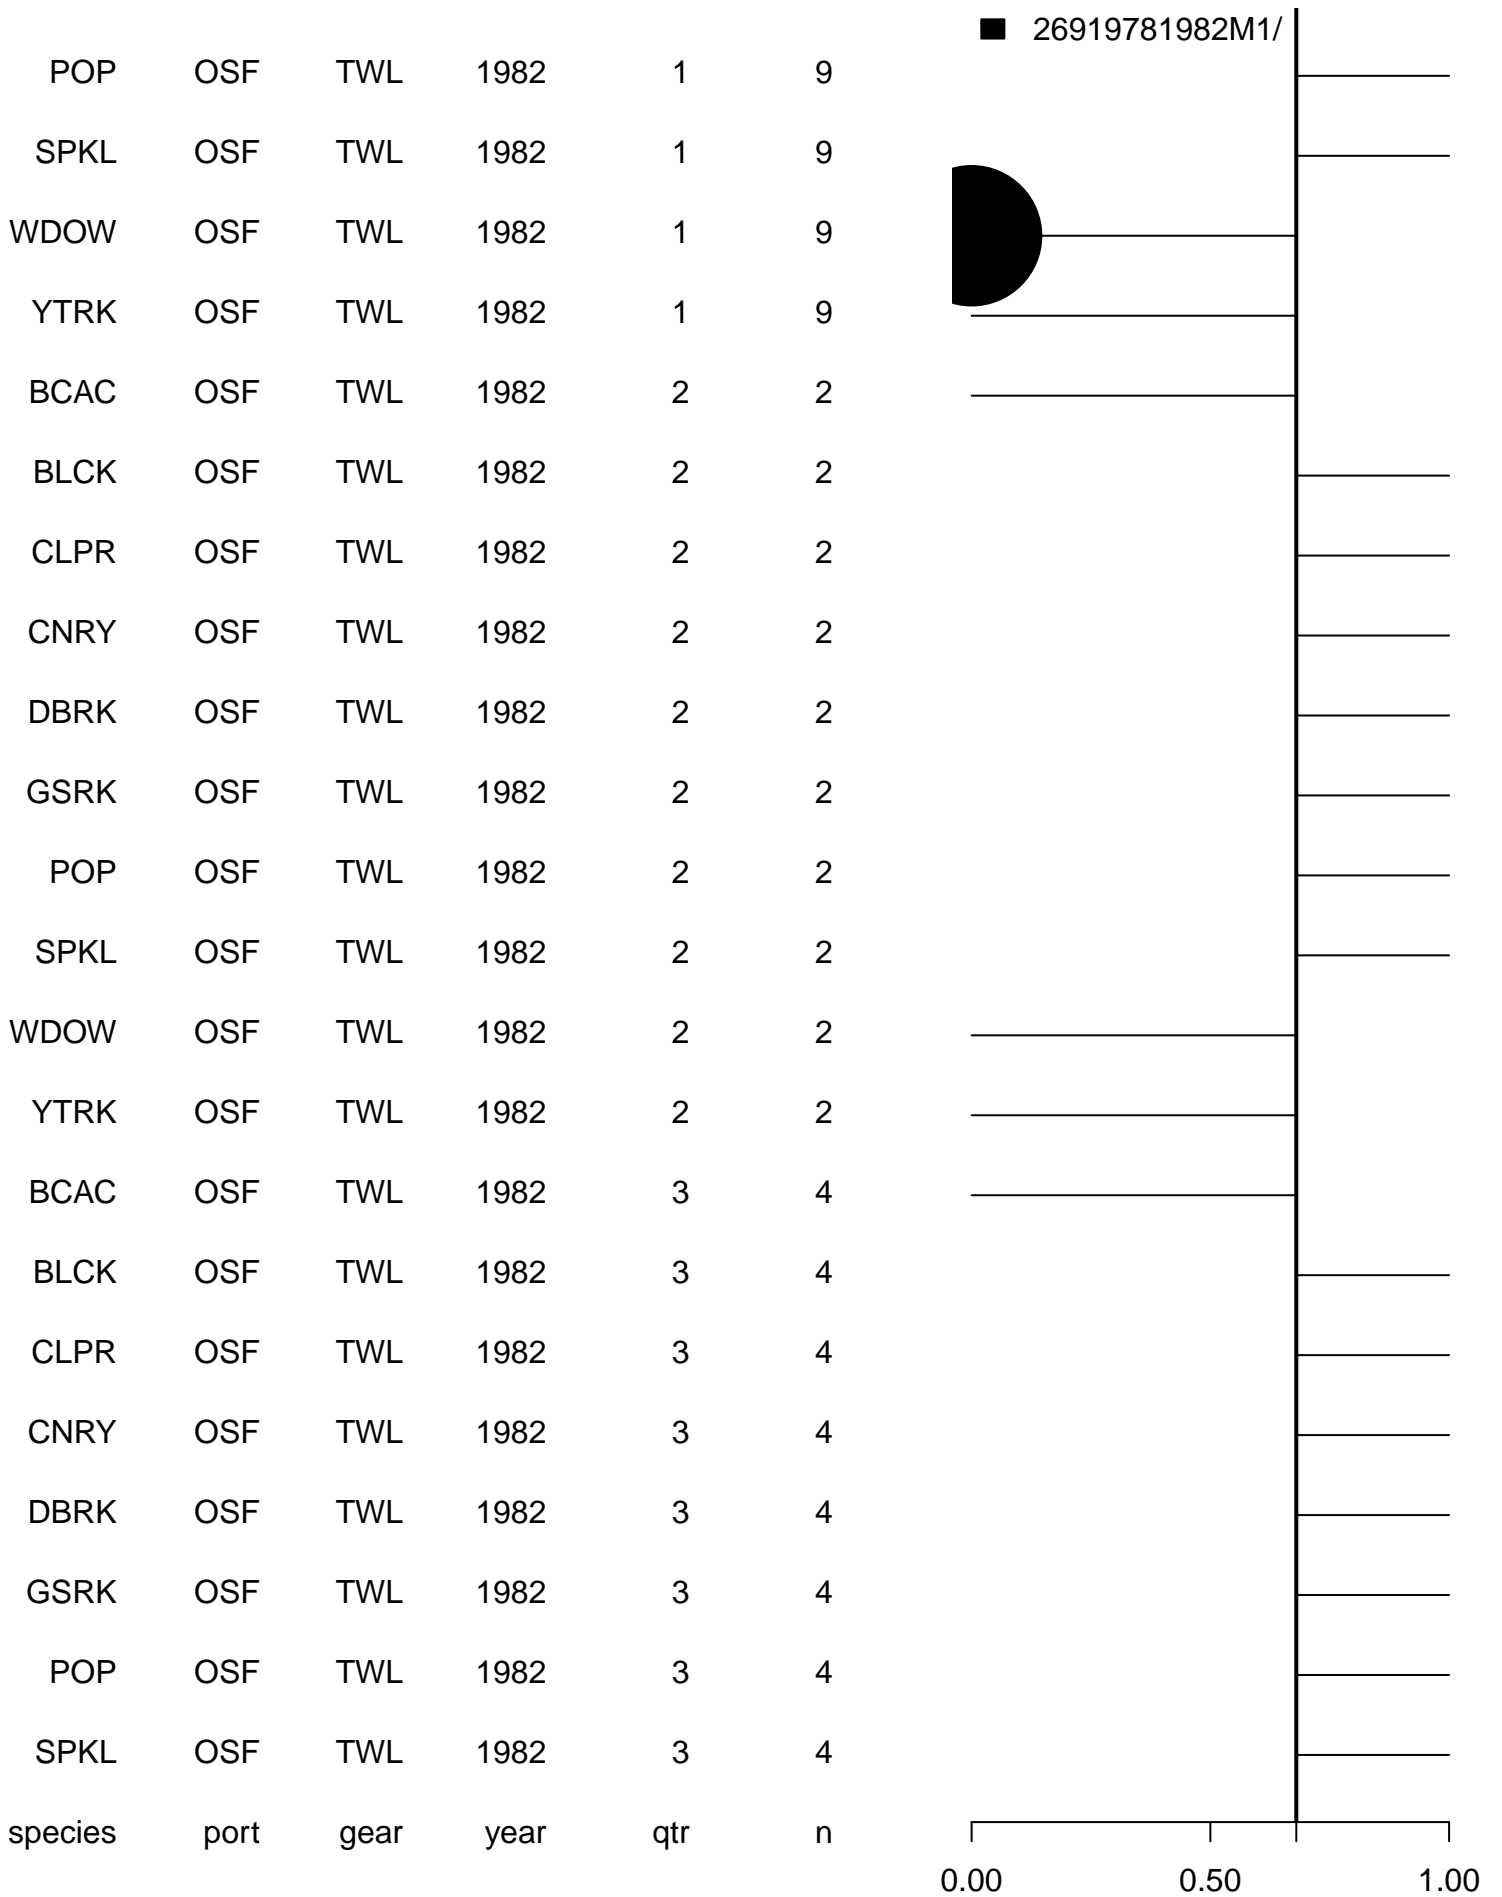 26919781982M1/
POP OSF TWL 1982 1 9
SPKL OSF TWL 1982 1 9
WDOW OSF TWL 1982 1 9
YTRK OSF TWL 1982 1 9
BCAC OSF TWL 1982 2 2
BLCK OSF TWL 1982 2 2
CLPR OSF TWL 1982 2 2
CNRY OSF TWL 1982 2 2
DBRK OSF TWL 1982 2 2
GSRK OSF TWL 1982 2 2
POP OSF TWL 1982 2 2
SPKL OSF TWL 1982 2 2
WDOW OSF TWL 1982 2 2
YTRK OSF TWL 1982 2 2
BCAC OSF TWL 1982 3 4
BLCK OSF TWL 1982 3 4
CLPR OSF TWL 1982 3 4
CNRY OSF TWL 1982 3 4
DBRK OSF TWL 1982 3 4
GSRK OSF TWL 1982 3 4
POP OSF TWL 1982 3 4
SPKL OSF TWL 1982 3 4
species port gear year qtr n
0.00 0.50 1.00